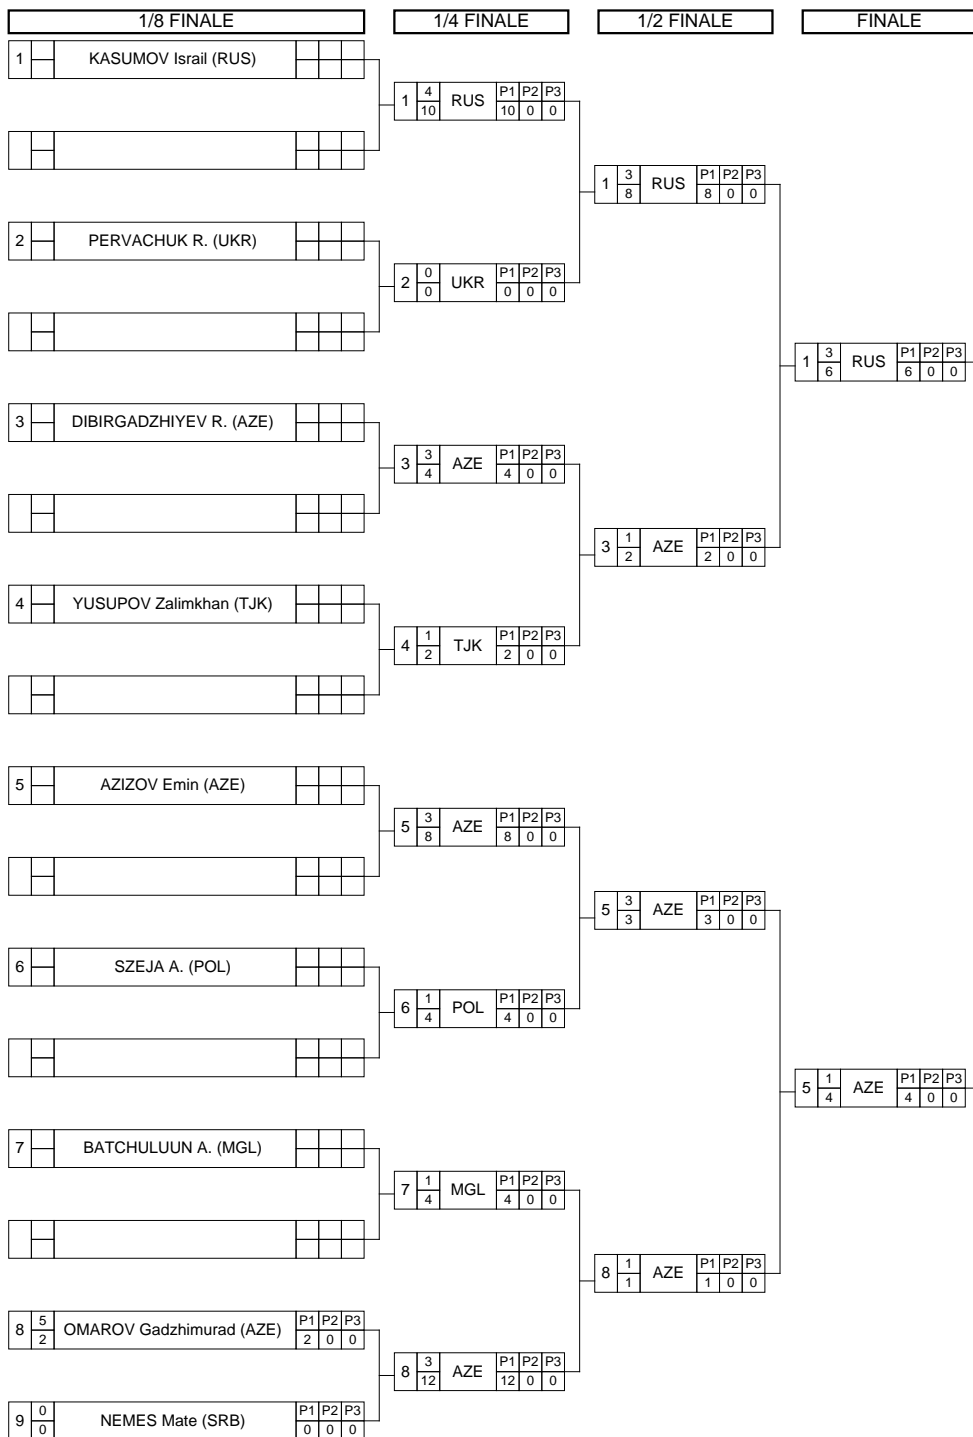 1/8 FINALE 1/4 FINALE 1/2 FINALE FINALE
1 KASUMOV Israil (RUS)
1 4 10 RUS P1 P2 P3 10 0 0
1 3 8 RUS P1 P2 P3 8 0 0
2 PERVACHUK R. (UKR)
2 0 0 UKR P1 P2 P3 0 0 0
1 3 6 RUS P1 P2 P3 6 0 0
3 DIBIRGADZHIYEV R. (AZE)
3 3 4 AZE P1 P2 P3 4 0 0
3 1 2 AZE P1 P2 P3 2 0 0
4 YUSUPOV Zalimkhan (TJK)
4 1 2 TJK P1 P2 P3 2 0 0
5 AZIZOV Emin (AZE)
5 3 8 AZE P1 P2 P3 8 0 0
5 3 3 AZE P1 P2 P3 3 0 0
6 SZEJA A. (POL)
6 1 4 POL P1 P2 P3 4 0 0
5 1 4 AZE P1 P2 P3 4 0 0
7 BATCHULUUN A. (MGL)
7 1 4 MGL P1 P2 P3 4 0 0
8 1 1 AZE P1 P2 P3 1 0 0
8 5 2 OMAROV Gadzhimurad (AZE) P1 P2 P3 2 0 0
8 3 12 AZE P1 P2 P3 12 0 0
9 0 0 NEMES Mate (SRB) P1 P2 P3 0 0 0